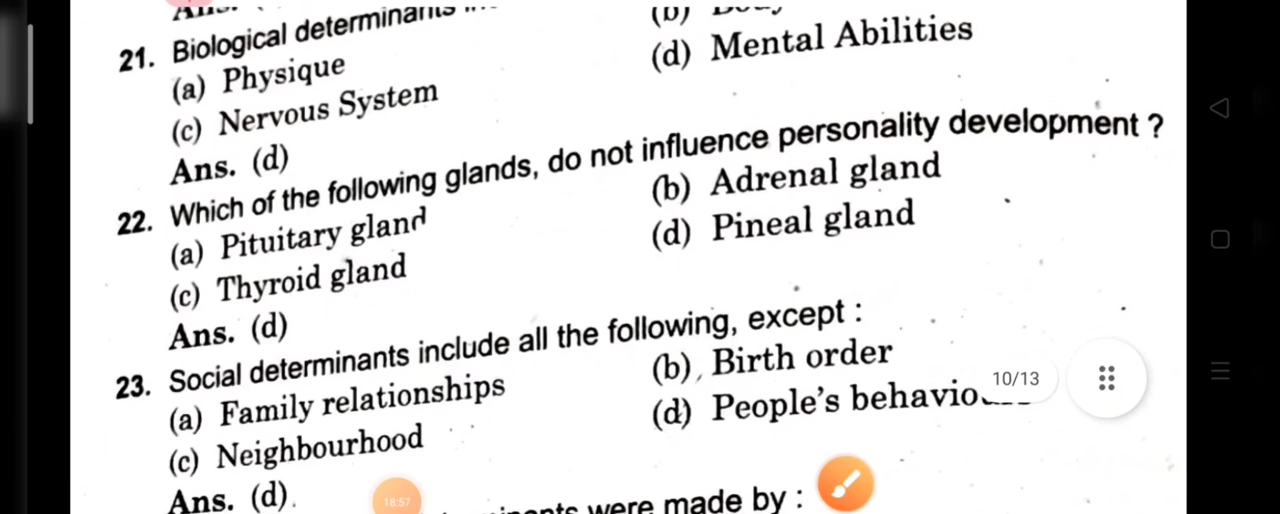 21. Biological determinants
(a) Physique
(c) Nervous System
(d) Mental Abilities
Ans. (d)
22. Which of the following glands, do not influence personality development ?
(a) Pituitary gland
(b) Adrenal gland
(c) Thyroid gland
(d) Pineal gland
Ans. (d)
23. Social determinants include all the following, except :
(a) Family relationships
(b) Birth order
(c) Neighbourhood
(d) People's
Ans. (d).
were made by :
10/13
18:57